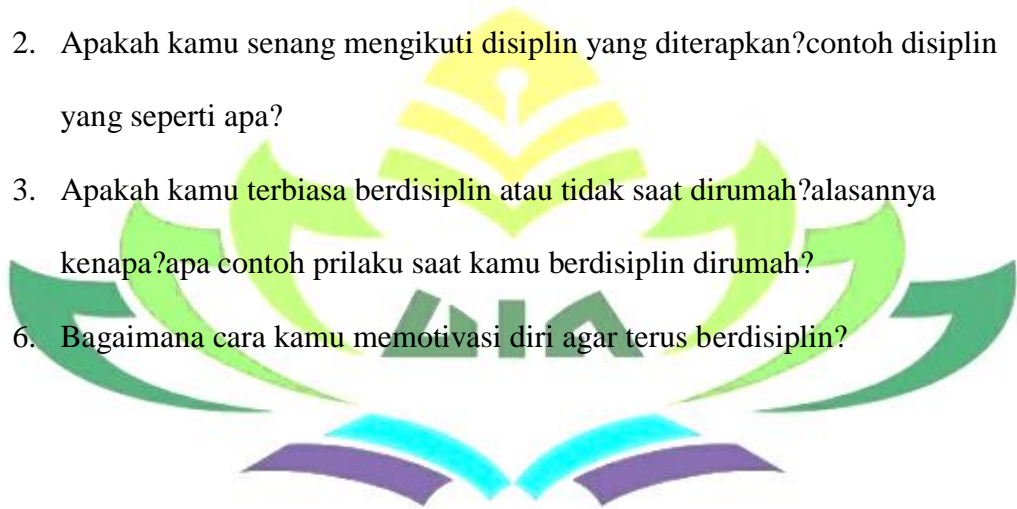 2. Apakah kamu senang mengikuti disiplin yang diterapkan?contoh disiplin
yang seperti apa?
3. Apakah kamu terbiasa berdisiplin atau tidak saat dirumah?alasannya
kenapa?apa contoh prilaku saat kamu berdisiplin dirumah?
6. Bagaimana cara kamu memotivasi diri agar terus berdisiplin?